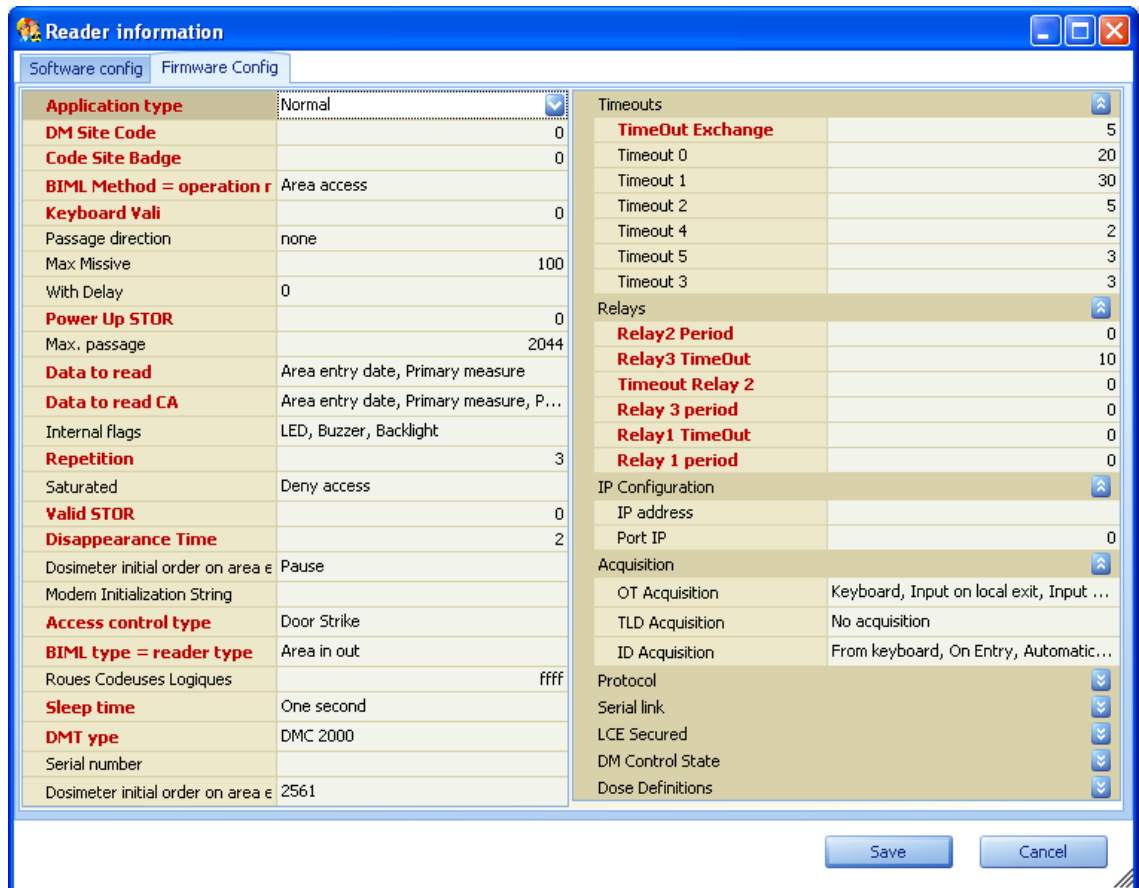 Reader information
Software config Firmware Config
Application type Normal
DM Site Code 0
Code Site Badge 0
BIML Method = operation r Area access
Keyboard Vali 0
Passage direction none
Max Missive 100
With Delay 0
Power Up STOR 0
Max. passage 2044
Data to read Area entry date, Primary measure
Data to read CA Area entry date, Primary measure, P...
Internal flags LED, Buzzer, Backlight
Repetition 3
Saturated Deny access
Valid STOR 0
Disappearance Time 2
Dosimeter initial order on area e Pause
Modem Initialization String
Access control type Door Strike
BIML type = reader type Area in out
Roues Codeuses Logiques ffff
Sleep time One second
DMT ype DMC 2000
Serial number
Dosimeter initial order on area e 2561
Timeouts
TimeOut Exchange 5
Timeout 0 20
Timeout 1 30
Timeout 2 5
Timeout 4 2
Timeout 5 3
Timeout 3 3
Relays
Relay2 Period 0
Relay3 TimeOut 10
Timeout Relay 2 0
Relay 3 period 0
Relay1 TimeOut 0
Relay 1 period 0
IP Configuration
IP address
Port IP 0
Acquisition
OT Acquisition Keyboard, Input on local exit, Input ...
TLD Acquisition No acquisition
ID Acquisition From keyboard, On Entry, Automatic...
Protocol
Serial link
LCE Secured
DM Control State
Dose Definitions
Save Cancel